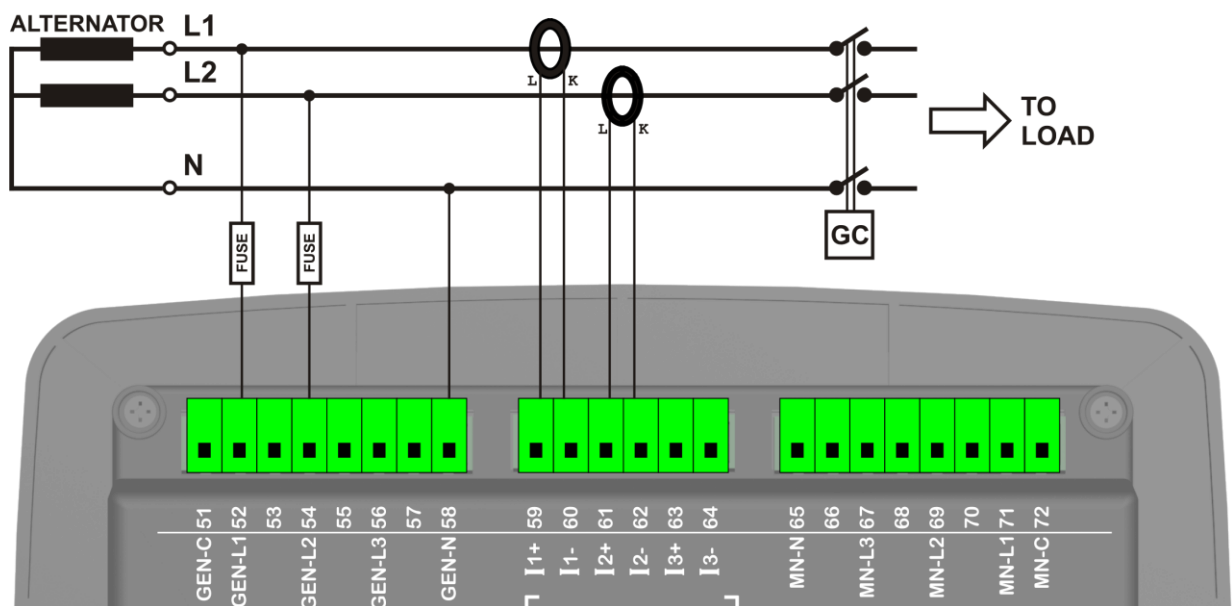 ALTERNATOR L1
L2
N
L K
L K
TO
LOAD
FUSE
FUSE
GC
GEN-C 51
GEN-L1 52
53
GEN-L2 54
55
GEN-L3 56
57
GEN-N 58
I1+ 59
I1- 60
I2+ 61
I2- 62
I3+ 63
I3- 64
MN-N 65
66
MN-L3 67
68
MN-L2 69
70
MN-L1 71
MN-C 72